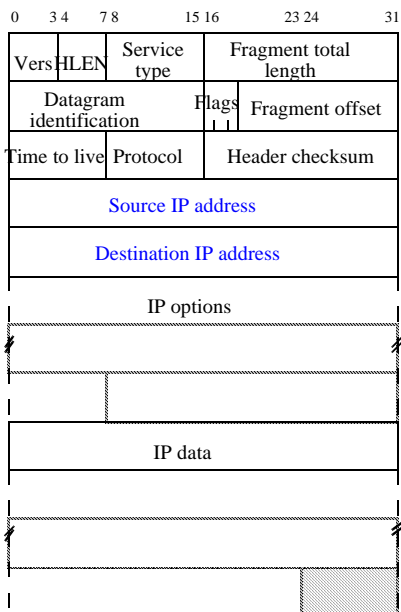 0 3 4 7 8 15 16 23 24 31
Vers HLEN Service type Fragment total length
Datagram identification Flags Fragment offset
Time to live Protocol Header checksum
Source IP address
Destination IP address
IP options
IP data